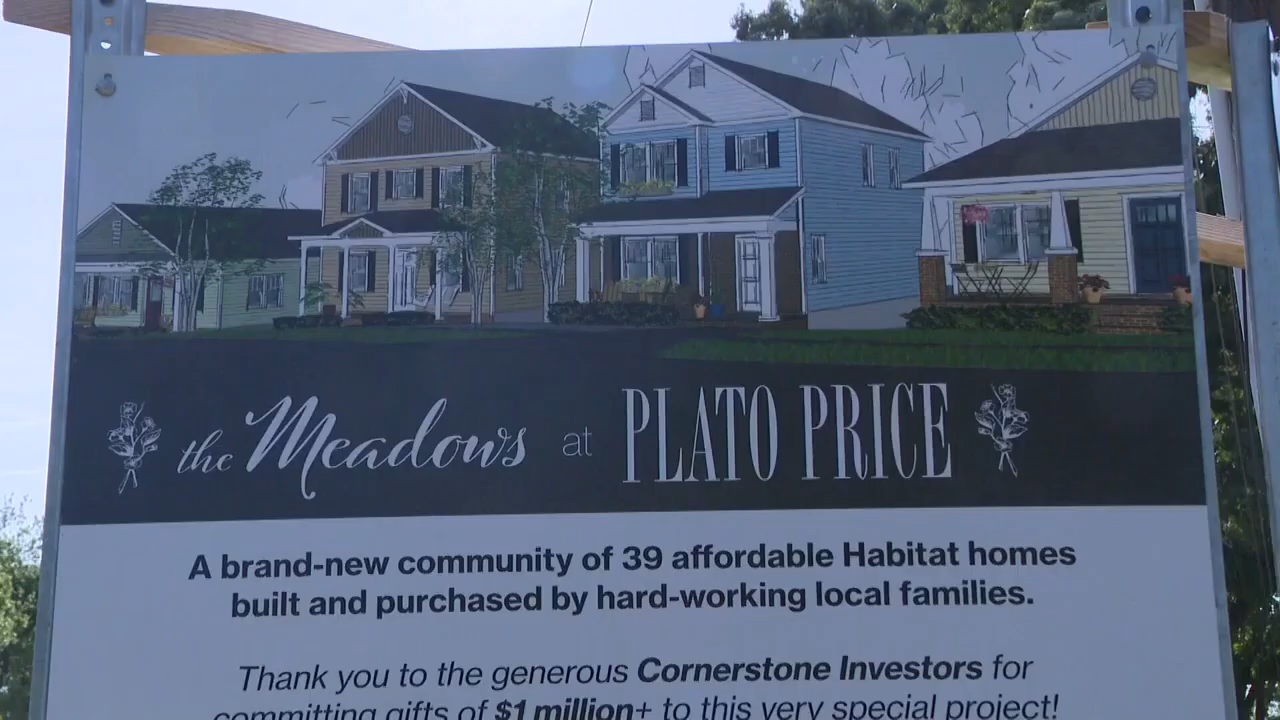 the Meadows at PLATO PRICE
A brand-new community of 39 affordable Habitat homes
built and purchased by hard-working local families.
Thank you to the generous Cornerstone Investors for
committing gifts of $1 million+ to this very special project!